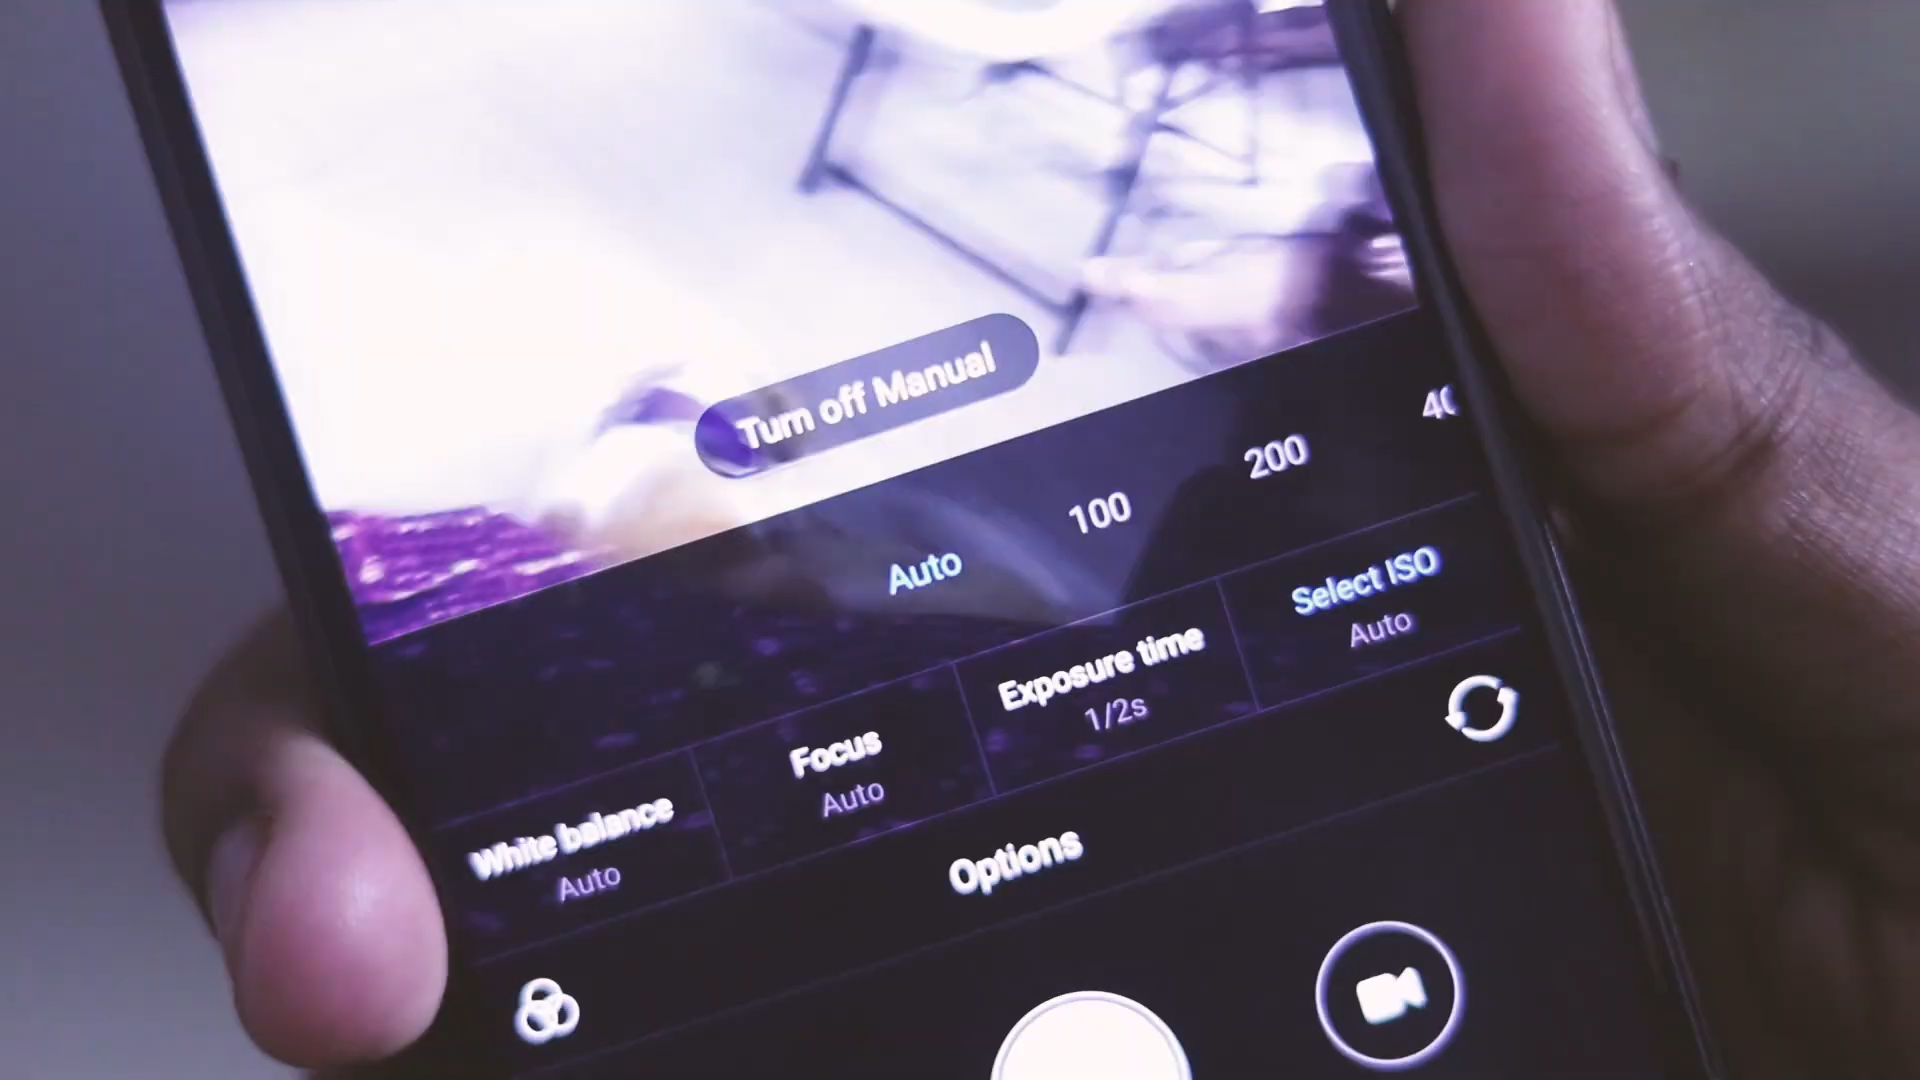 Turn off Manual
Auto 100 200 40
White balance Focus Exposure time Select ISO
Auto Auto 1/2s Auto
Options